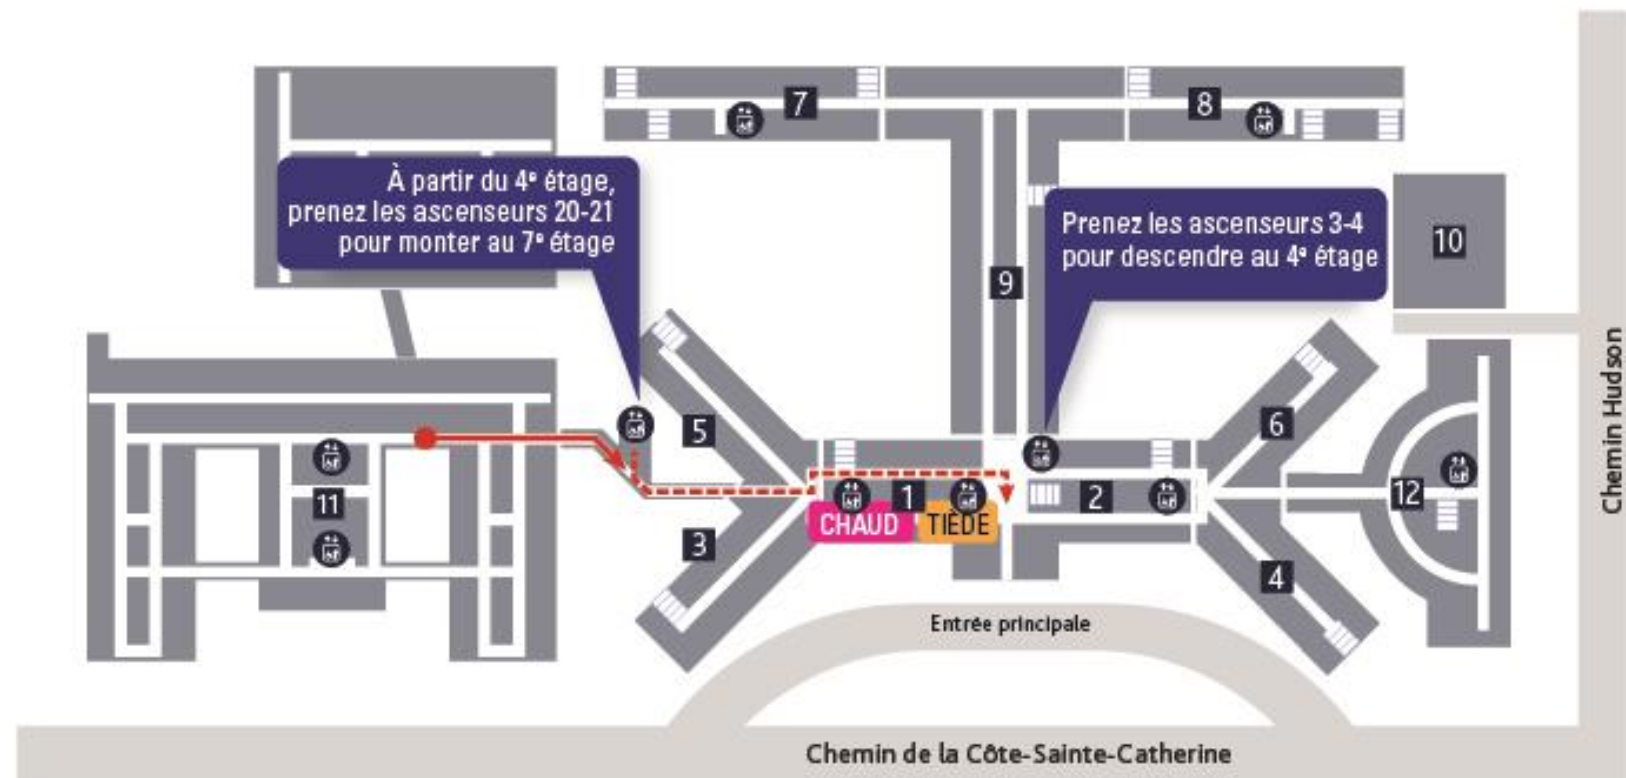 7
8
À partir du 4e étage,
prenez les ascenseurs 20-21
pour monter au 7e étage
Prenez les ascenseurs 3-4
pour descendre au 4e étage
10
9
Chemin Hudson
5
6
11
1
2
12
CHAUD
TIÈDE
3
4
Entrée principale
Chemin de la Côte-Sainte-Catherine